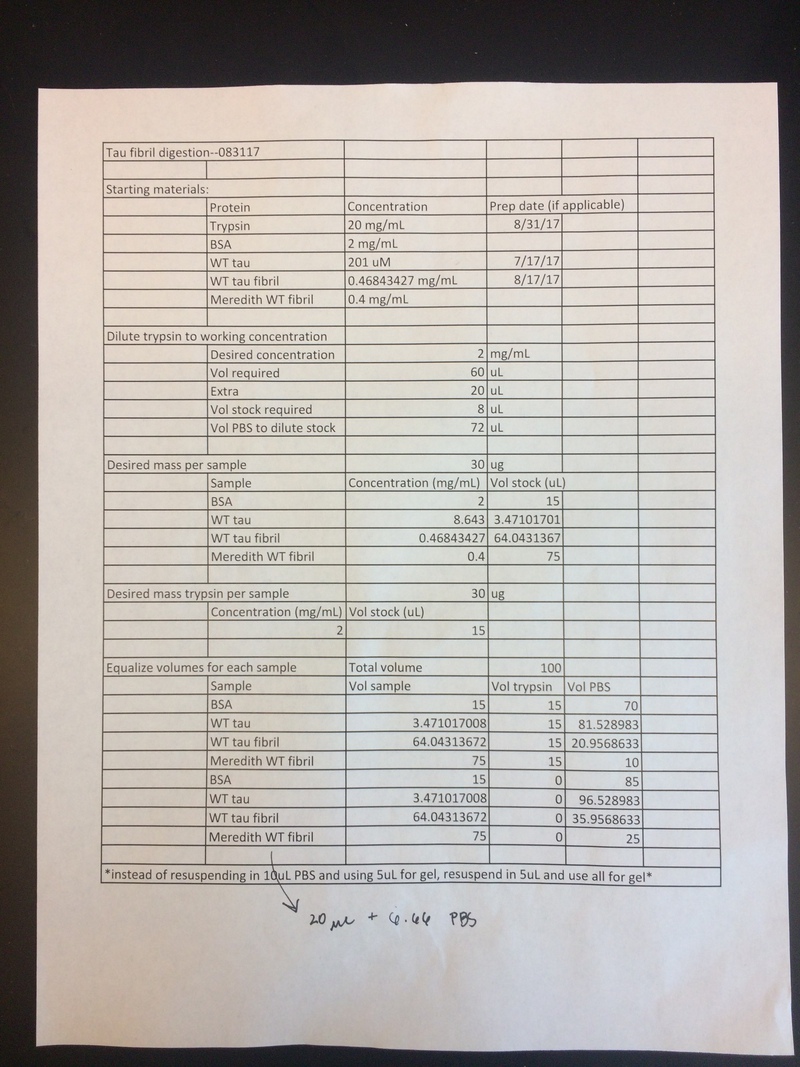 Tau fibril digestion--083117
Starting materials:
Protein Concentration Prep date (if applicable)
Trypsin 20 mg/mL 8/31/17
BSA 2 mg/mL
WT tau 201 uM 7/17/17
WT tau fibril 0.46843427 mg/mL 8/17/17
Meredith WT fibril 0.4 mg/mL
Dilute trypsin to working concentration
Desired concentration 2 mg/mL
Vol required 60 uL
Extra 20 uL
Vol stock required 8 uL
Vol PBS to dilute stock 72 uL
Desired mass per sample 30 ug
Sample Concentration (mg/mL) Vol stock (uL)
BSA 2 15
WT tau 8.643 3.47101701
WT tau fibril 0.46843427 64.0431367
Meredith WT fibril 0.4 75
Desired mass trypsin per sample 30 ug
Concentration (mg/mL) Vol stock (uL)
2 15
Equalize volumes for each sample Total volume 100
Sample Vol sample Vol trypsin Vol PBS
BSA 15 15 70
WT tau 3.471017008 15 81.528983
WT tau fibril 64.04313672 15 20.9568633
Meredith WT fibril 75 15 10
BSA 15 0 85
WT tau 3.471017008 0 96.528983
WT tau fibril 64.04313672 0 35.9568633
Meredith WT fibril 75 0 25
*instead of resuspending in 10uL PBS and using 5uL for gel, resuspend in 5uL and use all for gel*
20 µL + 6.66 PBS